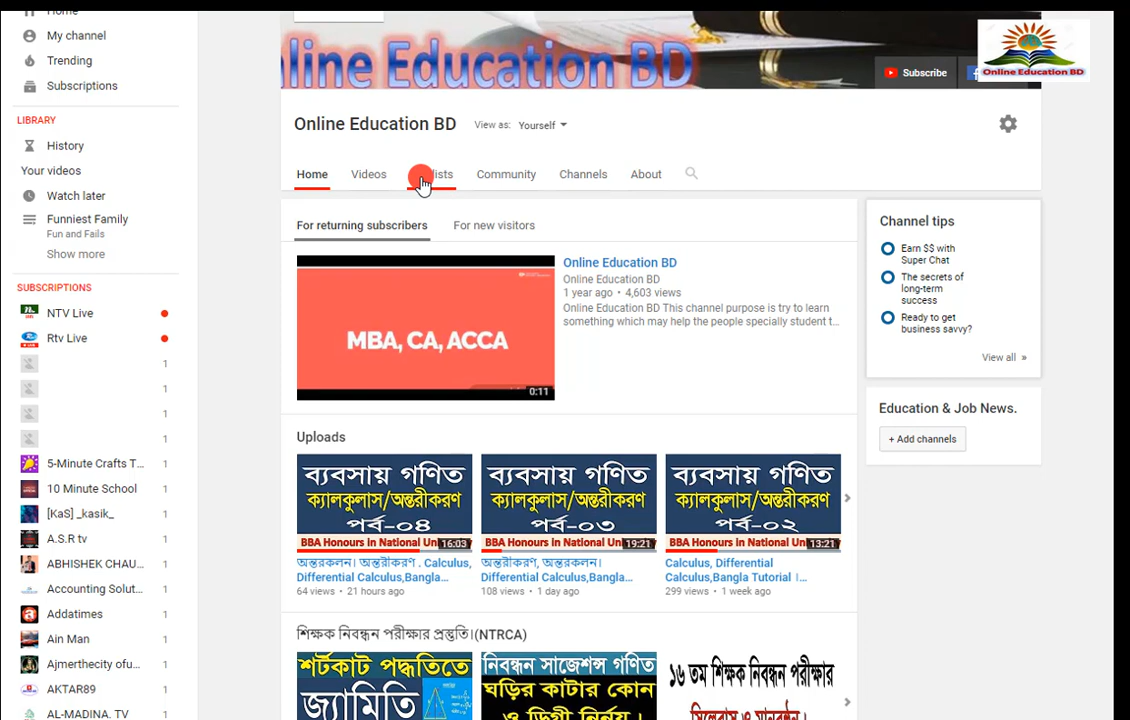 Home
My channel
Trending
Subscriptions
LIBRARY
History
Your videos
Watch later
Funniest Family
Fun and Fails
Show more
SUBSCRIPTIONS
NTV Live
Rtv Live
1
1
1
1
5-Minute Crafts T... 1
10 Minute School 1
[KaS] _kasik_ 1
A.S.R tv 1
ABHISHEK CHAU... 1
Accounting Solut... 1
Addatimes 1
Ain Man 1
Ajmerthecity ofu... 1
AKTAR89 1
AL-MADINA. TV 1
nline Education BD
Subscribe
Online Education BD
Online Education BD View as: Yourself
Home Videos lists Community Channels About
For returning subscribers For new visitors
MBA, CA, ACCA
0:11
Online Education BD
Online Education BD
1 year ago • 4,603 views
Online Education BD This channel purpose is try to learn
something which may help the people specially student t...
Uploads
ব্যবসায় গণিত
ক্যালকুলাস/অন্তরীকরণ
পর্ব-০৪
BBA Honours in National Un 16:03
অন্তরকলন। অন্তরীকরণ . Calculus,
Differential Calculus,Bangla...
64 views • 21 hours ago
ব্যবসায় গণিত
ক্যালকুলাস/অন্তরীকরণ
পর্ব-০৩
BBA Honours in National Un 19:21
অন্তরীকরণ, অন্তরকলন।
Differential Calculus,Bangla...
108 views • 1 day ago
ব্যবসায় গণিত
ক্যালকুলাস/অন্তরীকরণ
পর্ব-০২
BBA Honours in National Un 13:21
Calculus, Differential
Calculus,Bangla Tutorial ।...
299 views • 1 week ago
শিক্ষক নিবন্ধন পরীক্ষার প্রস্তুতি।(NTRCA)
শর্টকার্ট পদ্ধতিতে
জ্যামিতি
নিবন্ধন সাজেশন্স গণিত
ঘড়ির কাটার কোন
ও ডিগ্রী নির্নয়।
১৬ তম শিক্ষক নিবন্ধন পরীক্ষার
সিলেবাস ও মানবন্টন।
Channel tips
Earn $$ with
Super Chat
The secrets of
long-term
success
Ready to get
business savvy?
View all »
Education & Job News.
+ Add channels